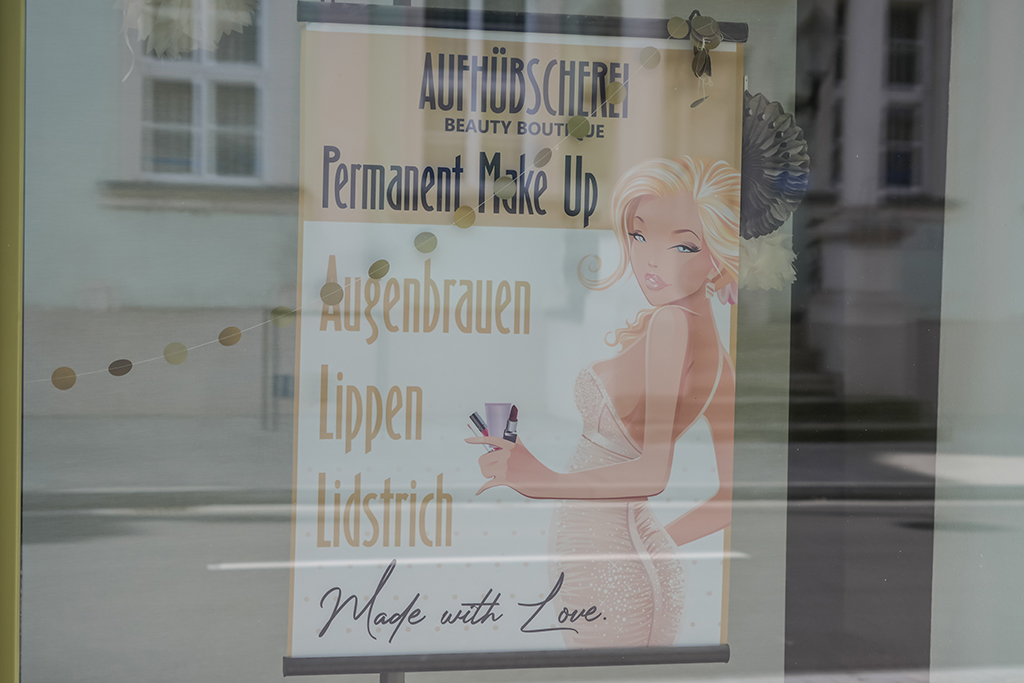 AUFHÜBSCHEREI
BEAUTY BOUTIQUE
Permanent Make Up
Augenbrauen
Lippen
Lidstrich
Made with Love.